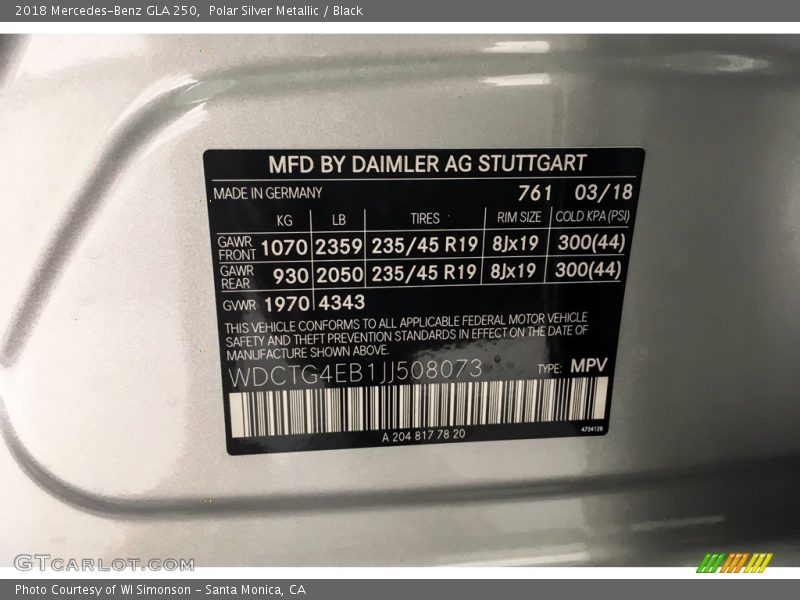 2018 Mercedes-Benz GLA 250, Polar Silver Metallic / Black
MFD BY DAIMLER AG STUTTGART
MADE IN GERMANY 761 03/18
KG LB TIRES RIM SIZE COLD KPA (PSI)
GAWR FRONT 1070 2359 235/45 R19 8Jx19 300(44)
GAWR REAR 930 2050 235/45 R19 8Jx19 300(44)
GVWR 1970 4343
THIS VEHICLE CONFORMS TO ALL APPLICABLE FEDERAL MOTOR VEHICLE
SAFETY AND THEFT PREVENTION STANDARDS IN EFFECT ON THE DATE OF
MANUFACTURE SHOWN ABOVE.
WDCTG4EB1JJ508073 TYPE: MPV
A 204 817 78 20 4724128
GTCARLOT.COM
Photo Courtesy of WI Simonson - Santa Monica, CA